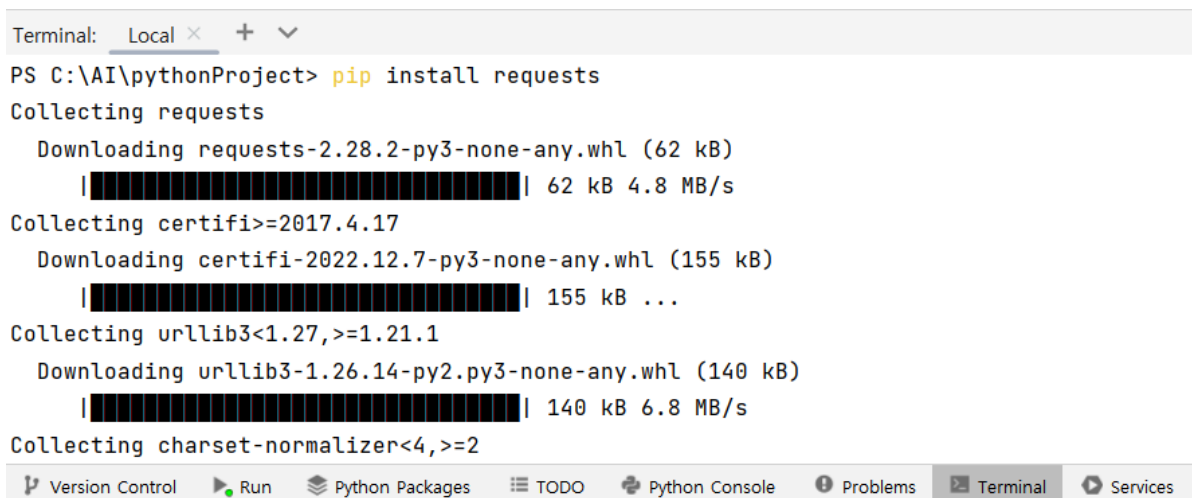 Terminal: Local × + ∨
PS C:\AI\pythonProject> pip install requests
Collecting requests
Downloading requests-2.28.2-py3-none-any.whl (62 kB)
|████████████████████████████████| 62 kB 4.8 MB/s
Collecting certifi>=2017.4.17
Downloading certifi-2022.12.7-py3-none-any.whl (155 kB)
|████████████████████████████████| 155 kB ...
Collecting urllib3<1.27,>=1.21.1
Downloading urllib3-1.26.14-py2.py3-none-any.whl (140 kB)
|████████████████████████████████| 140 kB 6.8 MB/s
Collecting charset-normalizer<4,>=2
Version Control Run Python Packages TODO Python Console Problems Terminal Services